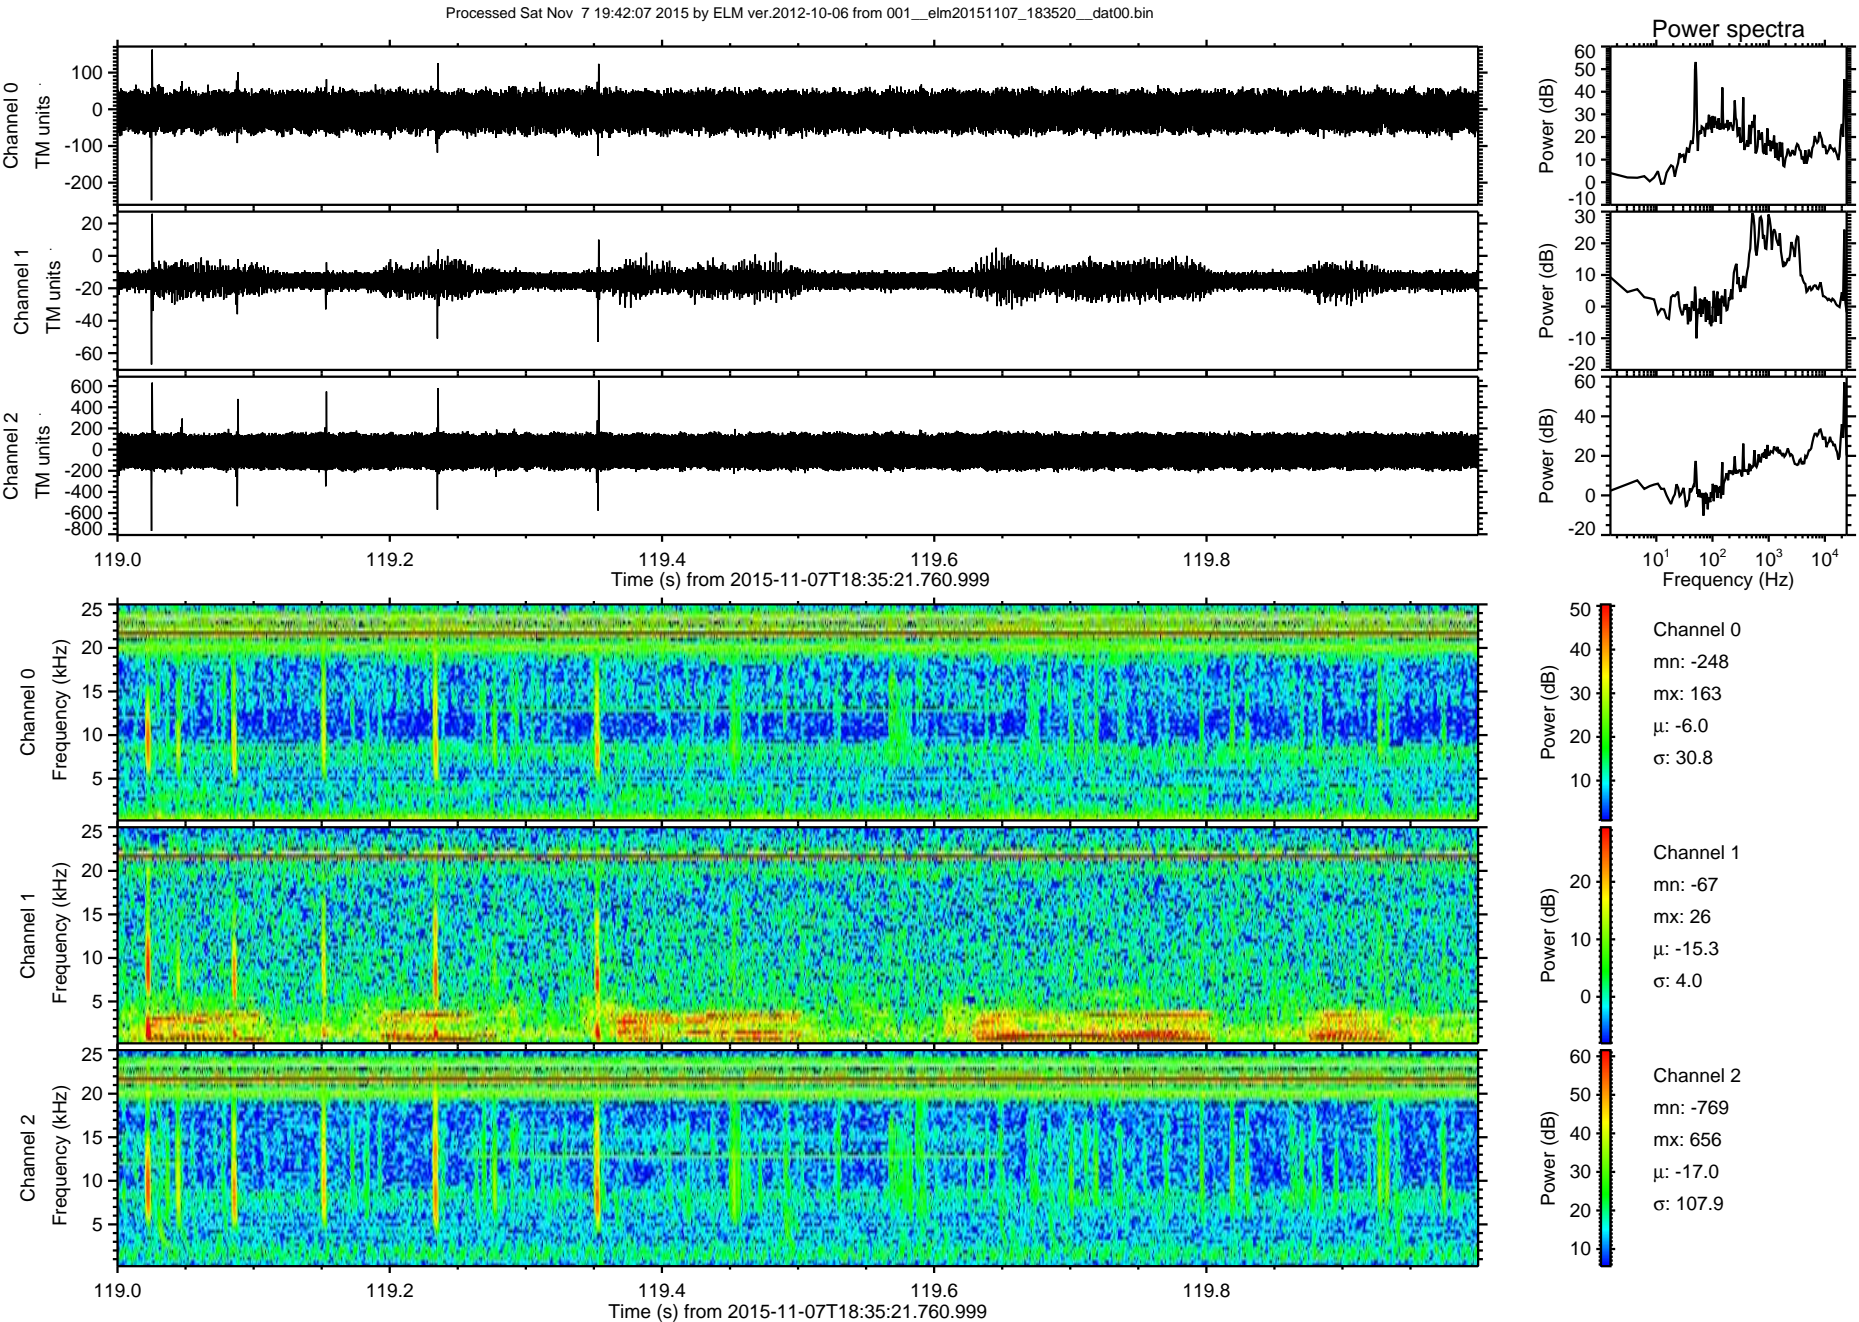 Processed Sat Nov  7 19:42:07 2015 by ELM ver.2012-10-06 from 001__elm20151107_183520__dat00.bin
Power spectra
Channel 0
TM units
100
0
-100
-200
Power (dB)
60
50
40
30
20
10
0
-10
Channel 1
TM units
20
0
-20
-40
-60
Power (dB)
30
20
10
0
-10
-20
Channel 2
TM units
600
400
200
0
-200
-400
-600
-800
Power (dB)
60
40
20
0
-20
119.0 119.2 119.4 119.6 119.8
Time (s) from 2015-11-07T18:35:21.760.999
10^1 10^2 10^3 10^4
Frequency (Hz)
Channel 0
Frequency (kHz)
25
20
15
10
5
Power (dB)
50
40
30
20
10
Channel 0
mn: -248
mx: 163
μ: -6.0
σ: 30.8
Channel 1
Frequency (kHz)
25
20
15
10
5
Power (dB)
20
10
0
Channel 1
mn: -67
mx: 26
μ: -15.3
σ: 4.0
Channel 2
Frequency (kHz)
25
20
15
10
5
Power (dB)
60
50
40
30
20
10
Channel 2
mn: -769
mx: 656
μ: -17.0
σ: 107.9
119.0 119.2 119.4 119.6 119.8
Time (s) from 2015-11-07T18:35:21.760.999